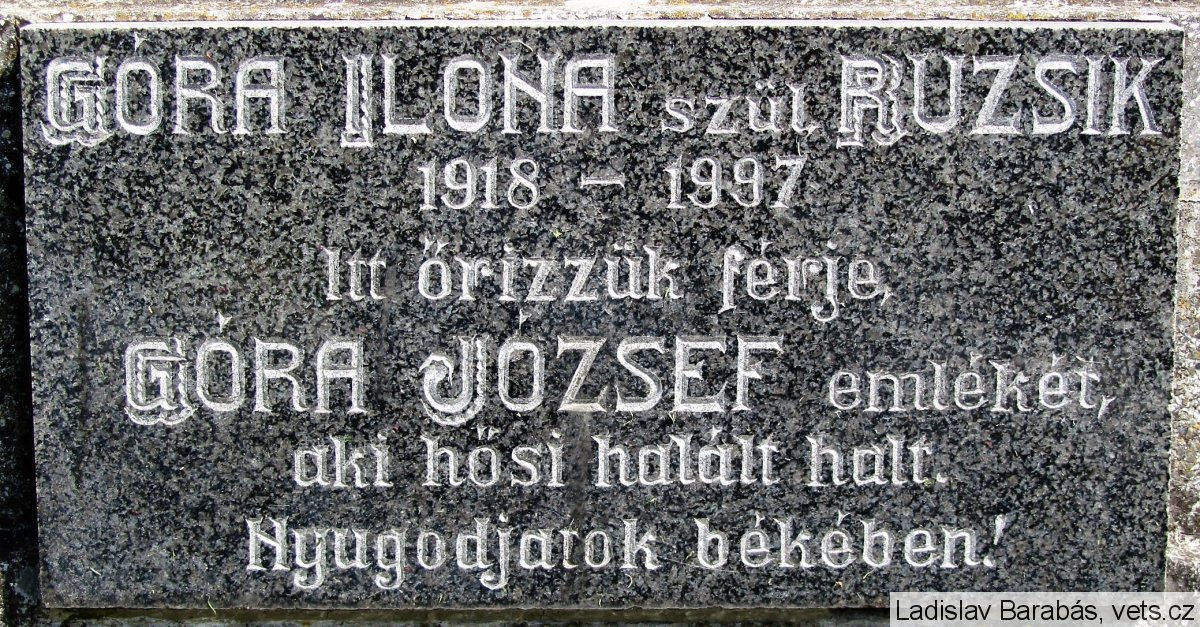 GÓRA ILONA szül. RUZSIK
1918 – 1997
Itt őrizzük férje,
GÓRA JÓZSEF emlékét,
aki hősi halált halt.
Nyugodjatok békében!
Ladislav Barabás, vets.cz